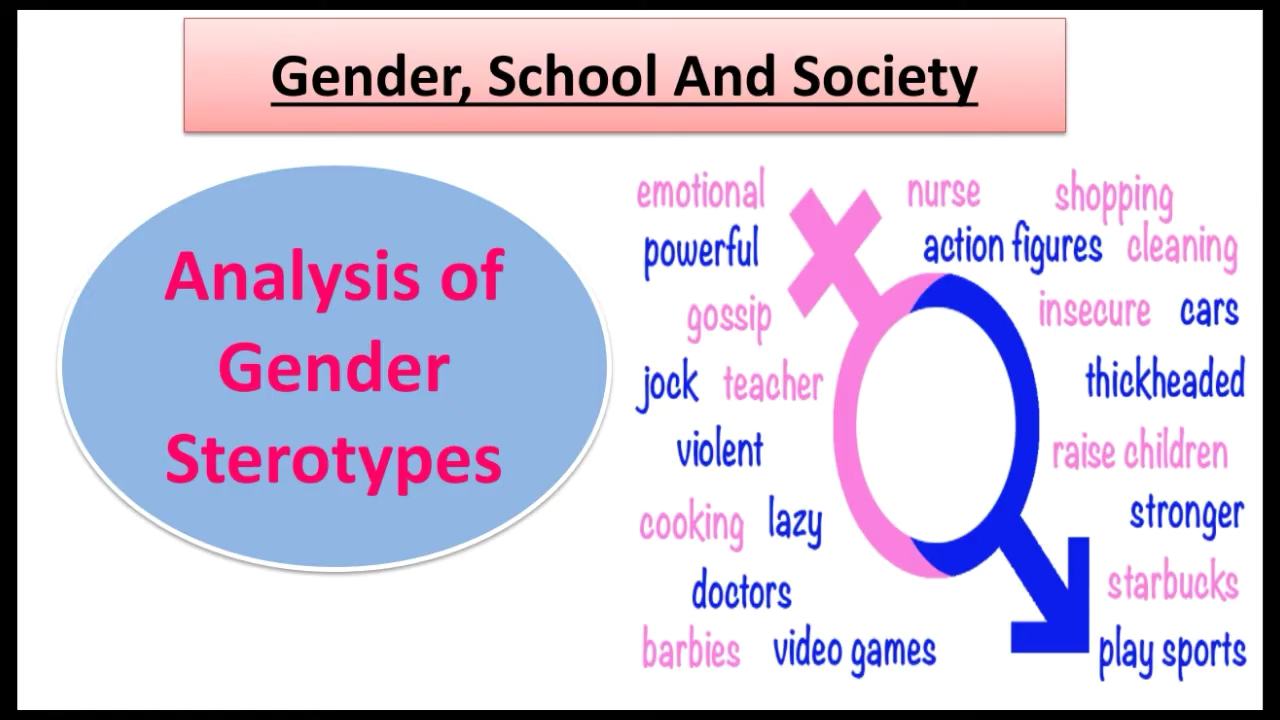 Gender, School And Society
Analysis of
Gender
Sterotypes
emotional nurse shopping
powerful action figures cleaning
gossip insecure cars
jock teacher thickheaded
violent raise children
cooking lazy stronger
doctors starbucks
barbies video games play sports